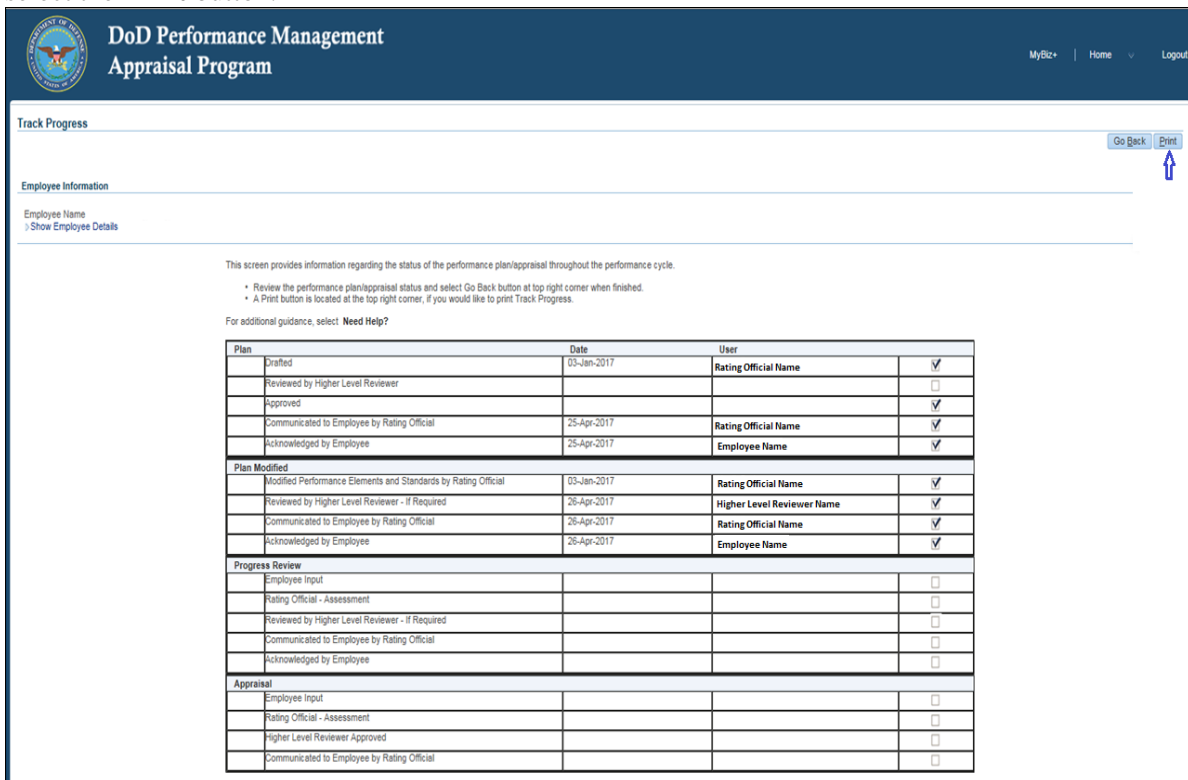 DoD Performance Management
Appraisal Program
MyBiz+ | Home Logout
Track Progress
Go Back Print
Employee Information
Employee Name
Show Employee Details
This screen provides information regarding the status of the performance plan/appraisal throughout the performance cycle.
• Review the performance plan/appraisal status and select Go Back button at top right corner when finished.
• A Print button is located at the top right corner, if you would like to print Track Progress.
For additional guidance, select Need Help?
Plan Date User
Drafted 03-Jan-2017 Rating Official Name
Reviewed by Higher Level Reviewer
Approved
Communicated to Employee by Rating Official 25-Apr-2017 Rating Official Name
Acknowledged by Employee 25-Apr-2017 Employee Name
Plan Modified
Modified Performance Elements and Standards by Rating Official 03-Jan-2017 Rating Official Name
Reviewed by Higher Level Reviewer - If Required 26-Apr-2017 Higher Level Reviewer Name
Communicated to Employee by Rating Official 26-Apr-2017 Rating Official Name
Acknowledged by Employee 26-Apr-2017 Employee Name
Progress Review
Employee Input
Rating Official - Assessment
Reviewed by Higher Level Reviewer - If Required
Communicated to Employee by Rating Official
Acknowledged by Employee
Appraisal
Employee Input
Rating Official - Assessment
Higher Level Reviewer Approved
Communicated to Employee by Rating Official